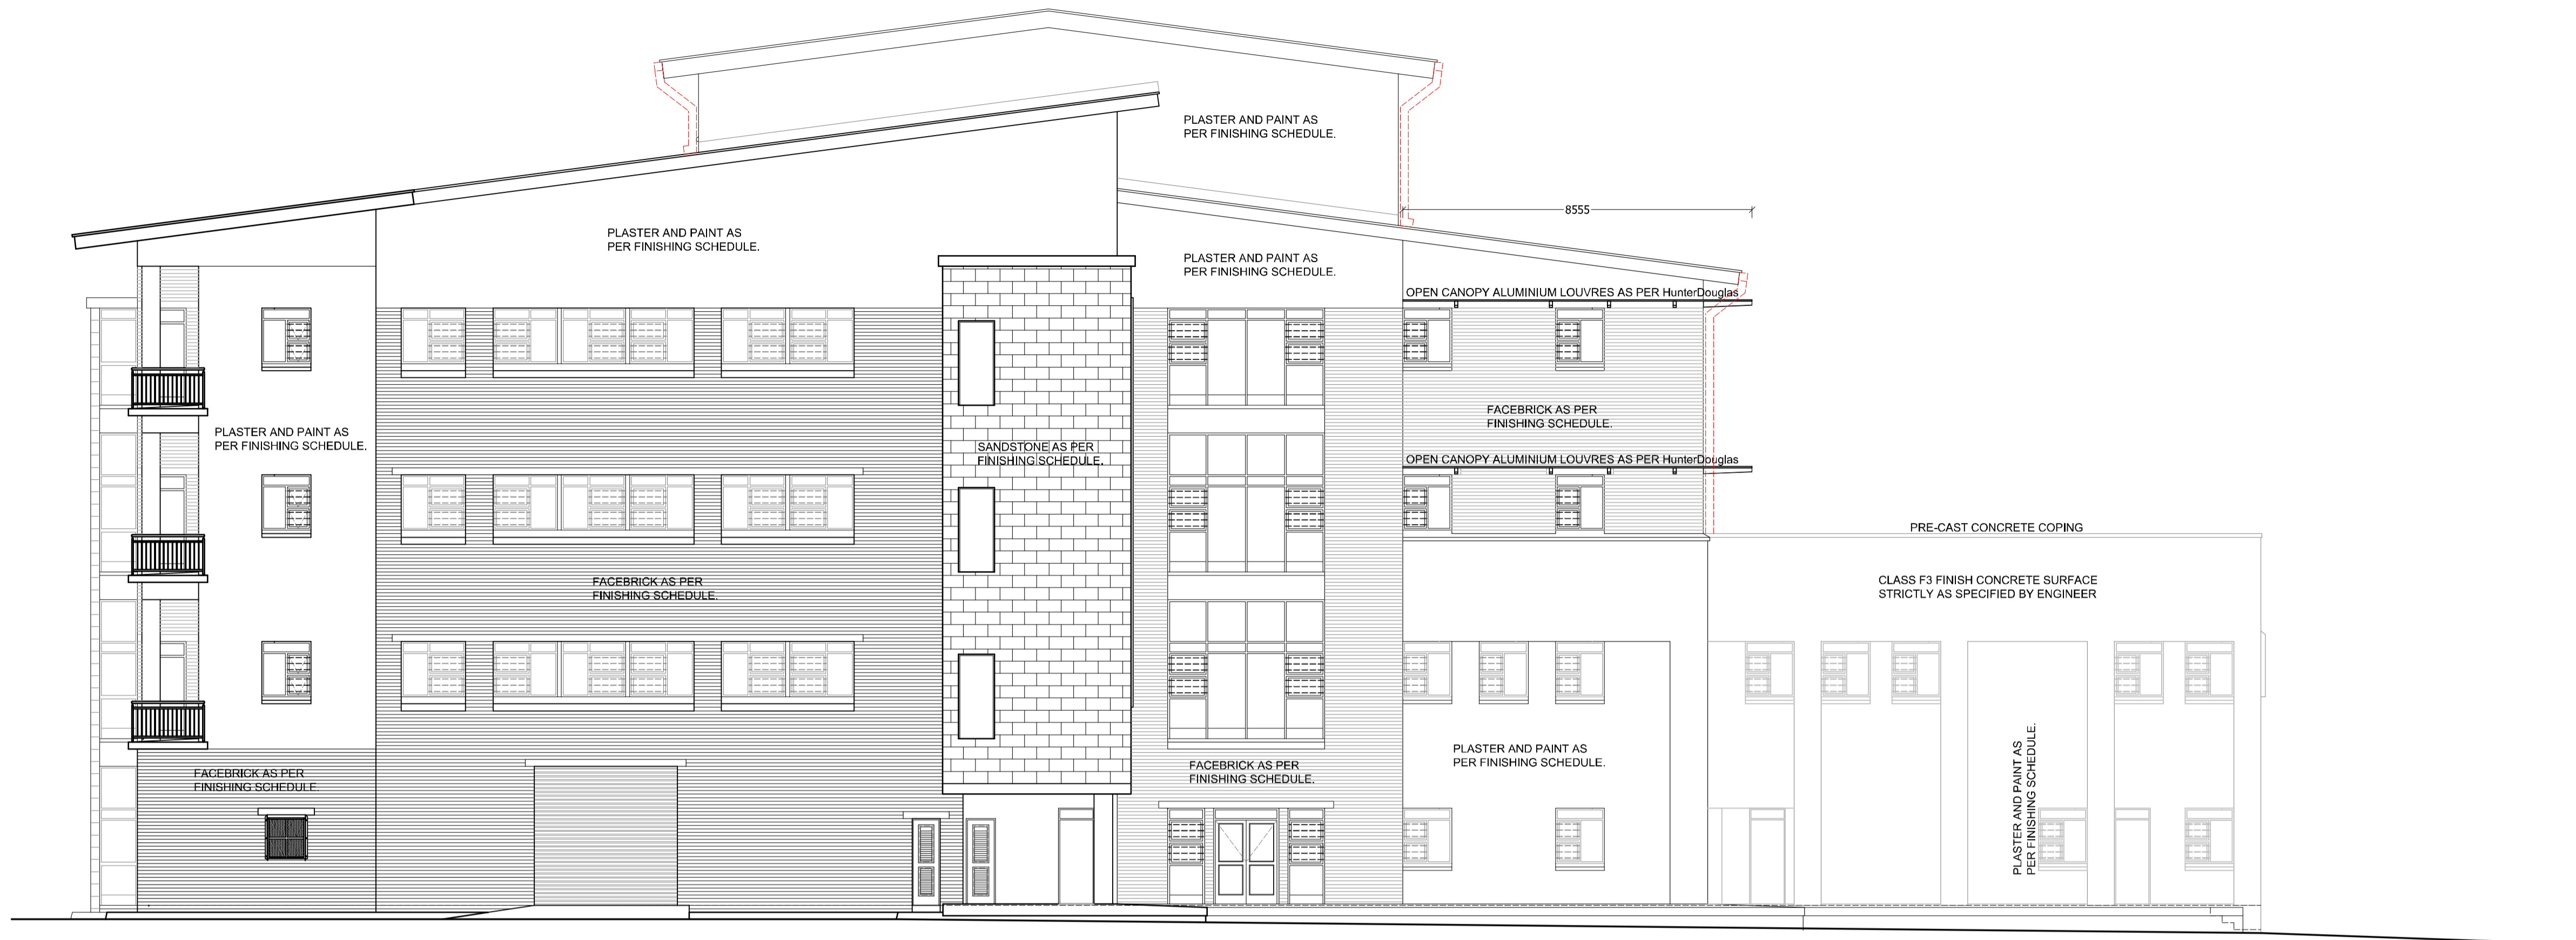 PLASTER AND PAINT AS
PER FINISHING SCHEDULE.
8555
PLASTER AND PAINT AS
PER FINISHING SCHEDULE.
PLASTER AND PAINT AS
PER FINISHING SCHEDULE.
OPEN CANOPY ALUMINIUM LOUVRES AS PER HunterDouglas
FACEBRICK AS PER
FINISHING SCHEDULE.
PLASTER AND PAINT AS
PER FINISHING SCHEDULE.
SANDSTONE AS PER
FINISHING SCHEDULE.
OPEN CANOPY ALUMINIUM LOUVRES AS PER HunterDouglas
PRE-CAST CONCRETE COPING
FACEBRICK AS PER
FINISHING SCHEDULE.
CLASS F3 FINISH CONCRETE SURFACE
STRICTLY AS SPECIFIED BY ENGINEER
PLASTER AND PAINT AS
PER FINISHING SCHEDULE.
PLASTER AND PAINT AS
PER FINISHING SCHEDULE.
FACEBRICK AS PER
FINISHING SCHEDULE.
FACEBRICK AS PER
FINISHING SCHEDULE.